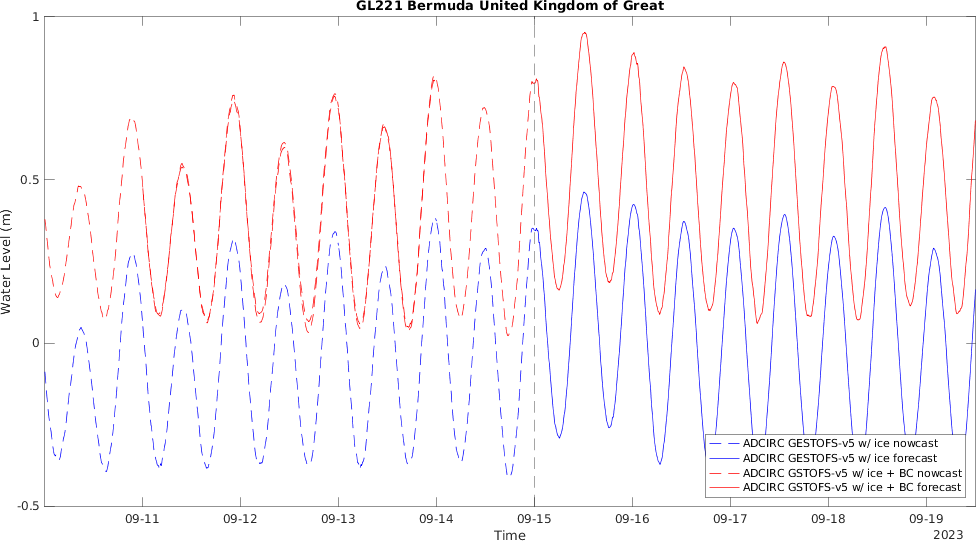 GL221 Bermuda United Kingdom of Great
1
0.5
0
-0.5
Water Level (m)
ADCIRC GESTOFS-v5 w/ ice nowcast
ADCIRC GESTOFS-v5 w/ ice forecast
ADCIRC GSTOFS-v5 w/ ice + BC nowcast
ADCIRC GSTOFS-v5 w/ ice + BC forecast
09-11 09-12 09-13 09-14 09-15 09-16 09-17 09-18 09-19
Time
2023